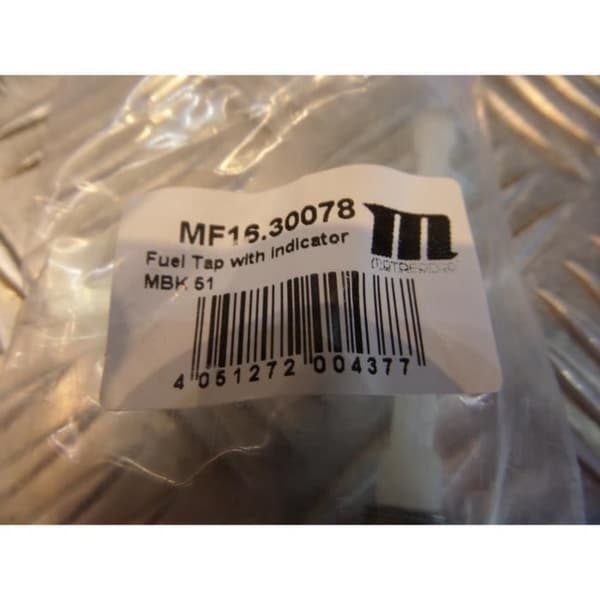 MF16.30078
Fuel Tap with indicator
MBK 51
4 051272 004377